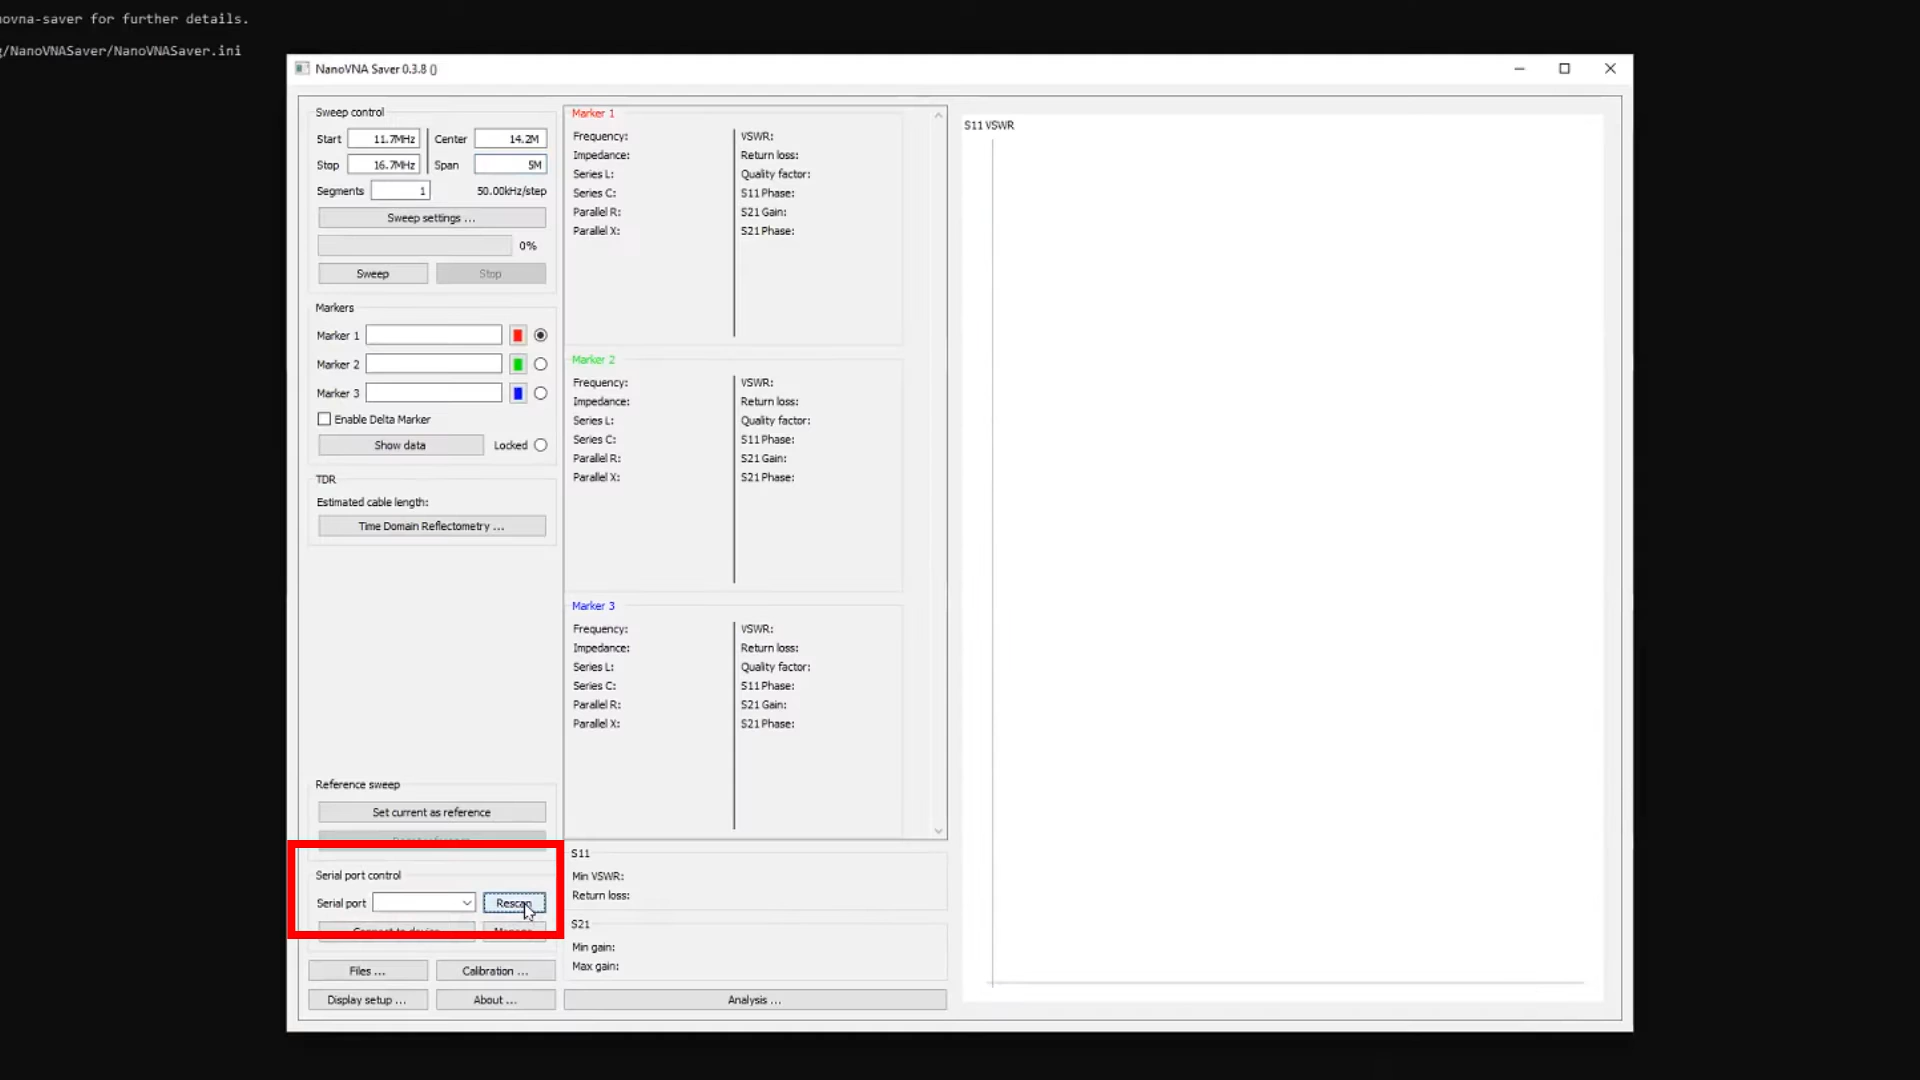 ovna-saver for further details.
g/NanoVNASaver/NanoVNASaver.ini
NanoVNA Saver 0.3.8 ()
Sweep control
Start 11.7MHz Center 14.2M
Stop 16.7MHz Span 5M
Segments 1 50.00kHz/step
Sweep settings ...
0%
Sweep Stop
Markers
Marker 1
Marker 2
Marker 3
Enable Delta Marker
Show data Locked
TDR
Estimated cable length:
Time Domain Reflectometry ...
Reference sweep
Set current as reference
Serial port control
Serial port Rescan
Connect to device Manage
Files ... Calibration ...
Display setup ... About ...
Marker 1
Frequency: VSWR:
Impedance: Return loss:
Series L: Quality factor:
Series C: S11 Phase:
Parallel R: S21 Gain:
Parallel X: S21 Phase:
Marker 2
Frequency: VSWR:
Impedance: Return loss:
Series L: Quality factor:
Series C: S11 Phase:
Parallel R: S21 Gain:
Parallel X: S21 Phase:
Marker 3
Frequency: VSWR:
Impedance: Return loss:
Series L: Quality factor:
Series C: S11 Phase:
Parallel R: S21 Gain:
Parallel X: S21 Phase:
S11
Min VSWR:
Return loss:
S21
Min gain:
Max gain:
Analysis ...
S11 VSWR